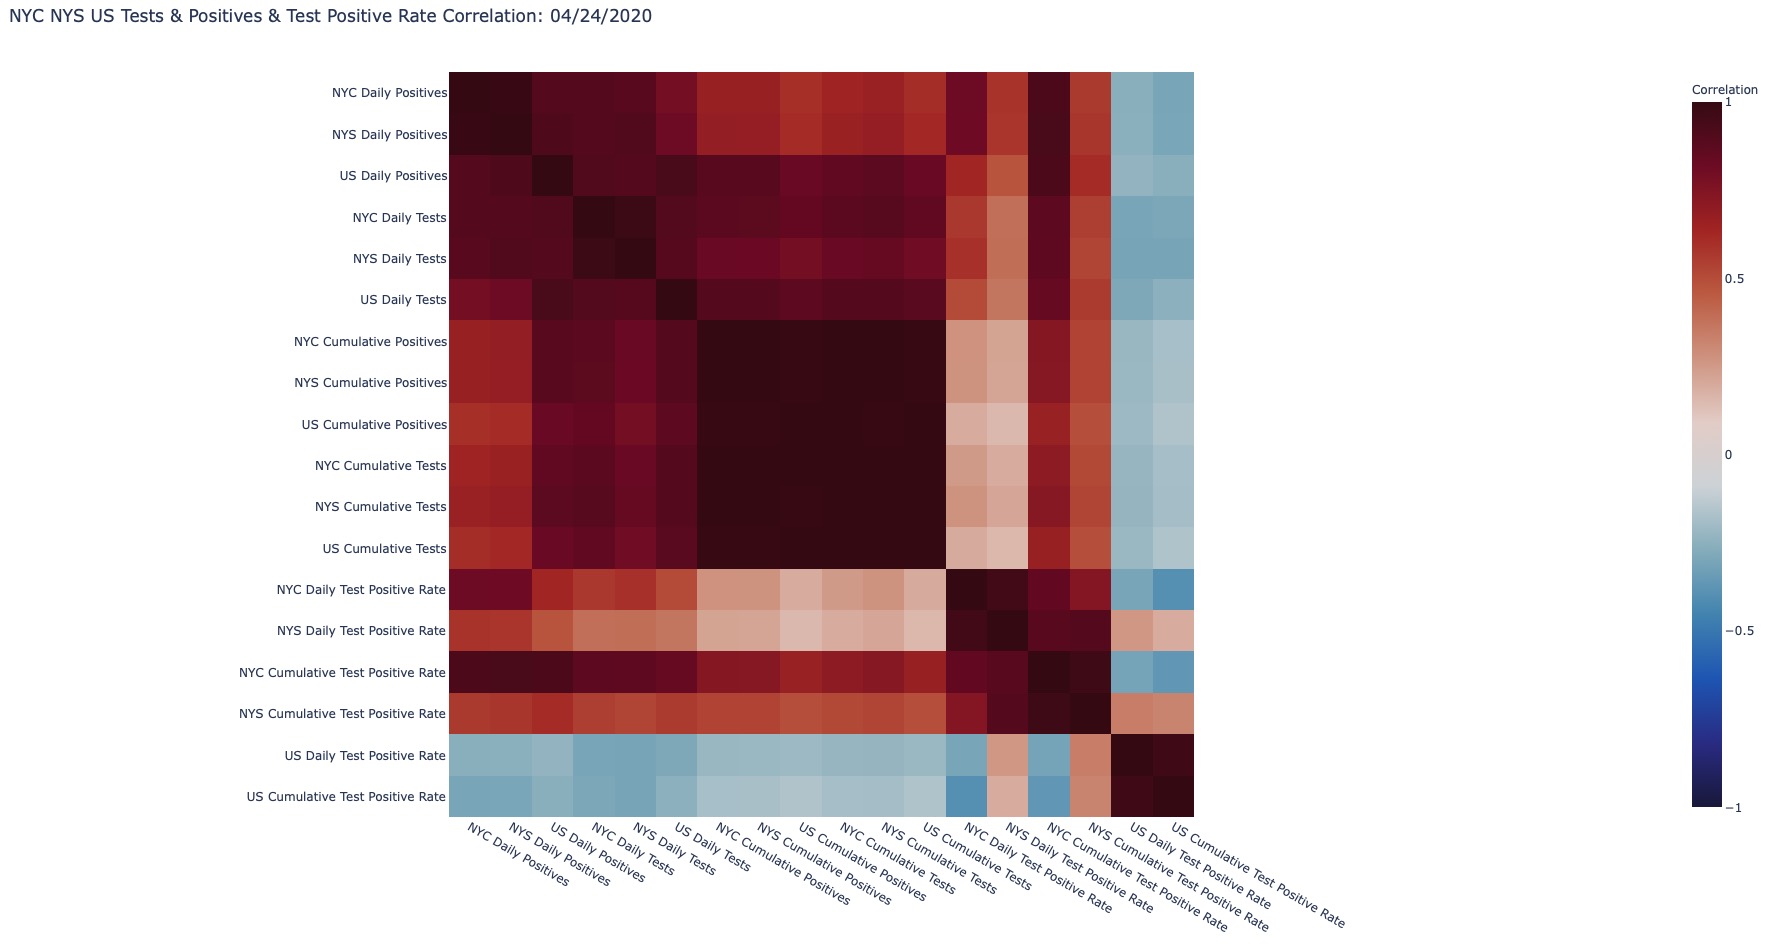 NYC NYS US Tests & Positives & Test Positive Rate Correlation: 04/24/2020
Correlation
1
0.5
0
−0.5
−1
NYC Daily Positives
NYS Daily Positives
US Daily Positives
NYC Daily Tests
NYS Daily Tests
US Daily Tests
NYC Cumulative Positives
NYS Cumulative Positives
US Cumulative Positives
NYC Cumulative Tests
NYS Cumulative Tests
US Cumulative Tests
NYC Daily Test Positive Rate
NYS Daily Test Positive Rate
NYC Cumulative Test Positive Rate
NYS Cumulative Test Positive Rate
US Daily Test Positive Rate
US Cumulative Test Positive Rate
NYC Daily Positives
NYS Daily Positives
US Daily Positives
NYC Daily Tests
NYS Daily Tests
US Daily Tests
NYC Cumulative Positives
NYS Cumulative Positives
US Cumulative Positives
NYC Cumulative Tests
NYS Cumulative Tests
US Cumulative Tests
NYC Daily Test Positive Rate
NYS Daily Test Positive Rate
NYC Cumulative Test Positive Rate
NYS Cumulative Test Positive Rate
US Daily Test Positive Rate
US Cumulative Test Positive Rate